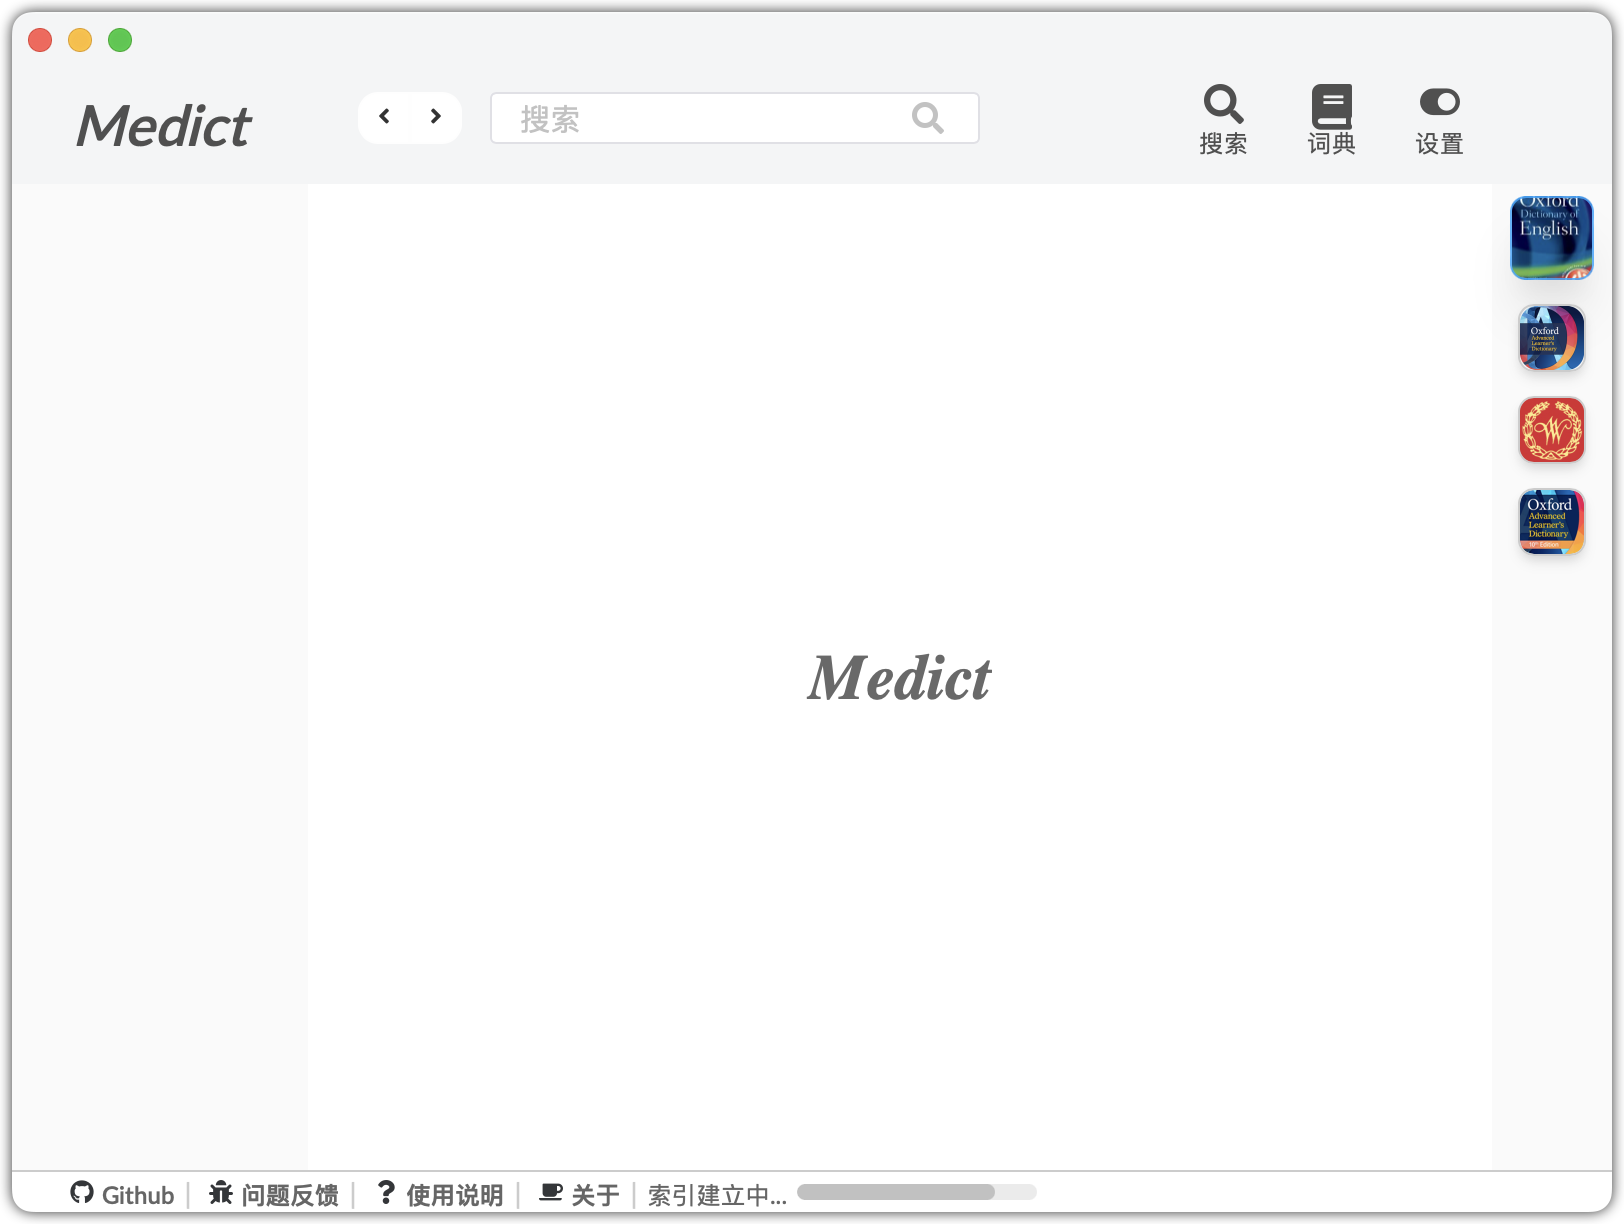 Medict
搜索
搜索
词典
设置
Oxford
Dictionary of
English
Oxford
Advanced
Learner's
Dictionary
W
Oxford
Advanced
Learner's
Dictionary
10th Edition
Medict
Github
问题反馈
使用说明
关于
索引建立中...